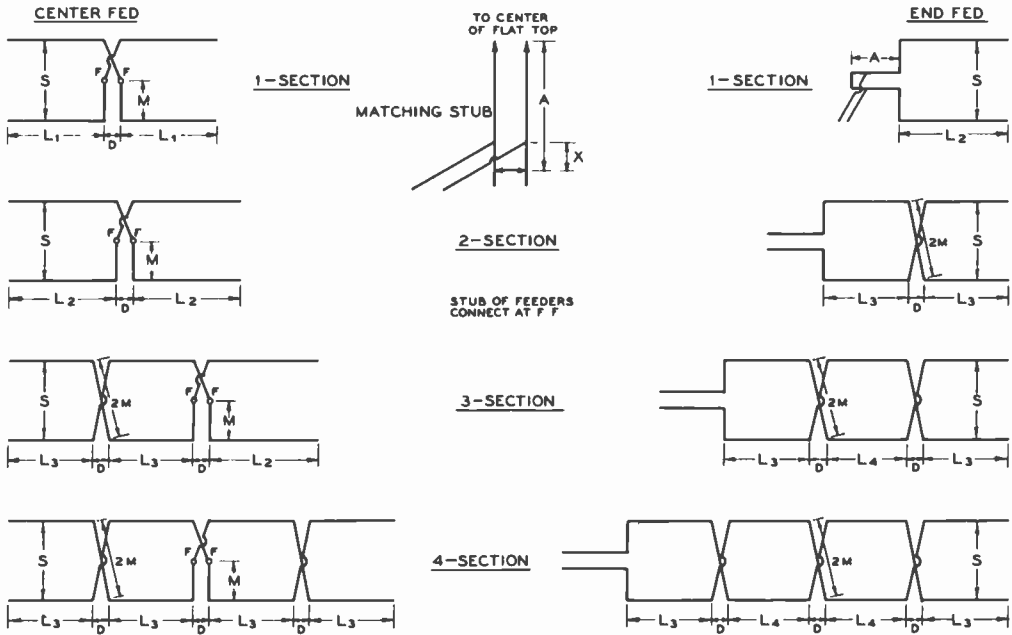 CENTER FED
TO CENTER
OF FLAT TOP
END FED
S
F F
M
L1 D L1
1-SECTION
MATCHING STUB
A
X
1-SECTION
A
S
L2
S
F F
M
L2 D L2
2-SECTION
2M
S
L3 D L3
STUB OF FEEDERS
CONNECT AT F F
S
2M
F F
M
L3 D L3 D L2
3-SECTION
2M
S
L3 D L4 D L3
S
2M
F F
M
L3 D L3 D L3 D L3
4-SECTION
2M
S
L3 D L4 D L4 D L3